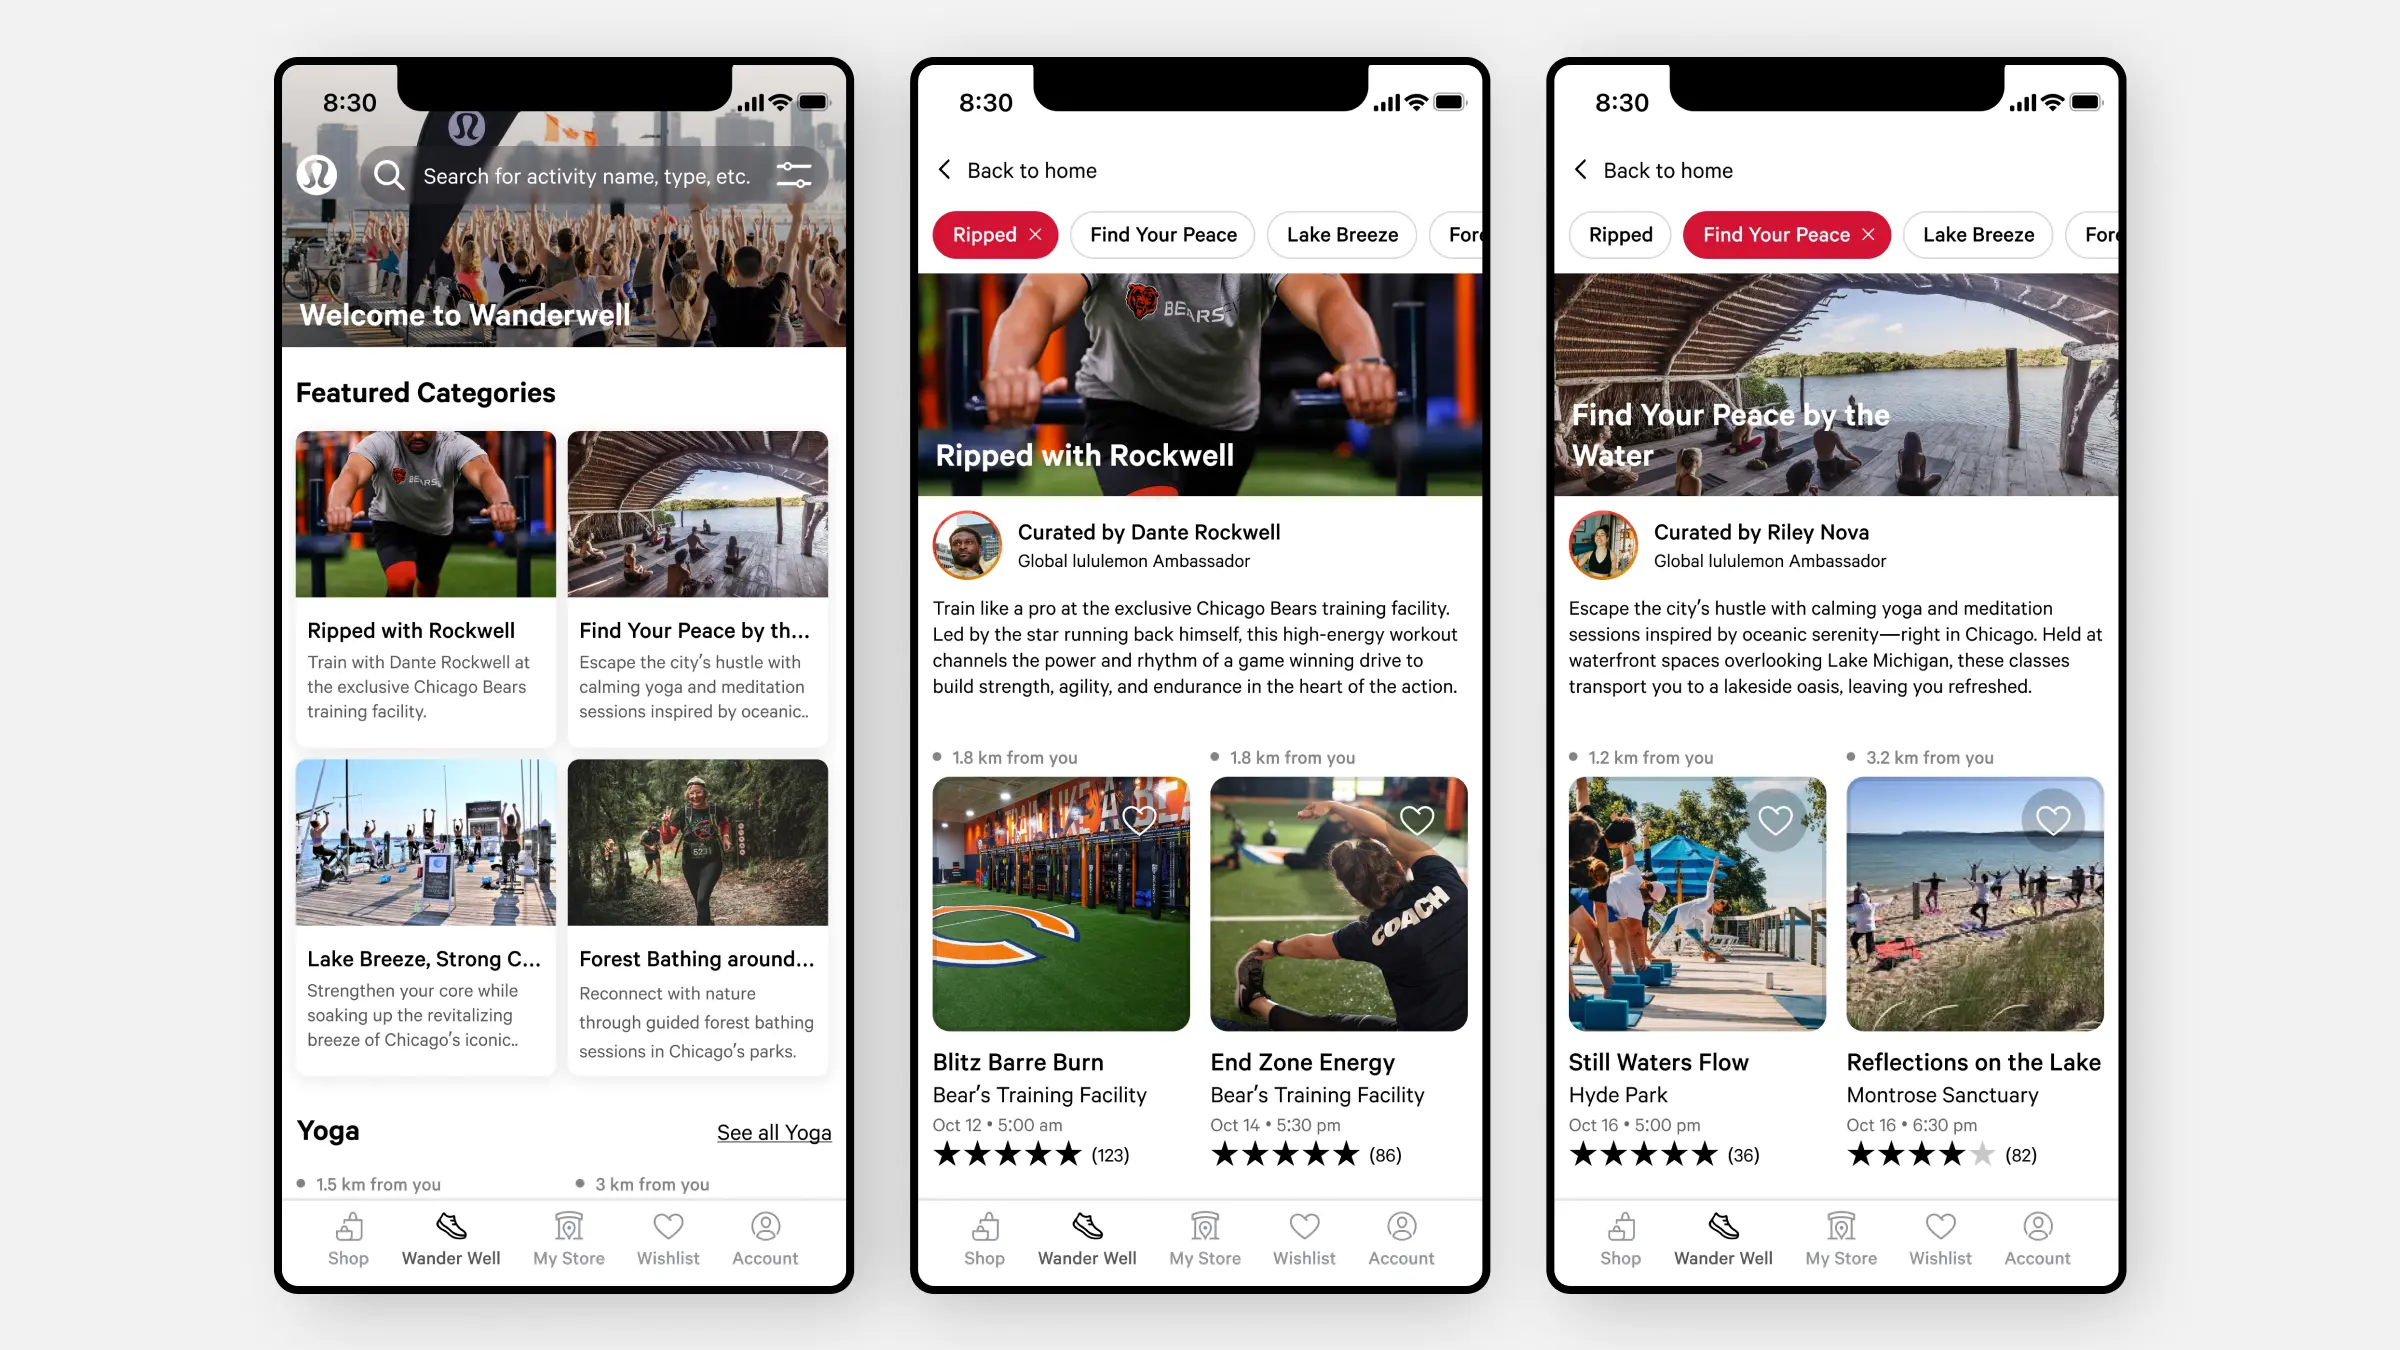 8:30
Search for activity name, type, etc.
Welcome to Wanderwell
Featured Categories
BEARS
Ripped with Rockwell
Train with Dante Rockwell at
the exclusive Chicago Bears
training facility.
Find Your Peace by th...
Escape the city's hustle with
calming yoga and meditation
sessions inspired by oceanic..
5231
Lake Breeze, Strong C...
Strengthen your core while
soaking up the revitalizing
breeze of Chicago's iconic..
Forest Bathing around...
Reconnect with nature
through guided forest bathing
sessions in Chicago's parks.
Yoga
See all Yoga
1.5 km from you
3 km from you
Shop
Wander Well
My Store
Wishlist
Account
8:30
Back to home
Ripped
Find Your Peace
Lake Breeze
Fore
BEARS
Ripped with Rockwell
Curated by Dante Rockwell
Global lululemon Ambassador
Train like a pro at the exclusive Chicago Bears training facility.
Led by the star running back himself, this high-energy workout
channels the power and rhythm of a game winning drive to
build strength, agility, and endurance in the heart of the action.
1.8 km from you
1.8 km from you
COACH
Blitz Barre Burn
Bear's Training Facility
Oct 12 • 5:00 am
(123)
End Zone Energy
Bear's Training Facility
Oct 14 • 5:30 pm
(86)
Shop
Wander Well
My Store
Wishlist
Account
8:30
Back to home
Ripped
Find Your Peace
Lake Breeze
Fore
Find Your Peace by the
Water
Curated by Riley Nova
Global lululemon Ambassador
Escape the city's hustle with calming yoga and meditation
sessions inspired by oceanic serenity—right in Chicago. Held at
waterfront spaces overlooking Lake Michigan, these classes
transport you to a lakeside oasis, leaving you refreshed.
1.2 km from you
3.2 km from you
Still Waters Flow
Hyde Park
Oct 16 • 5:00 pm
(36)
Reflections on the Lake
Montrose Sanctuary
Oct 16 • 6:30 pm
(82)
Shop
Wander Well
My Store
Wishlist
Account